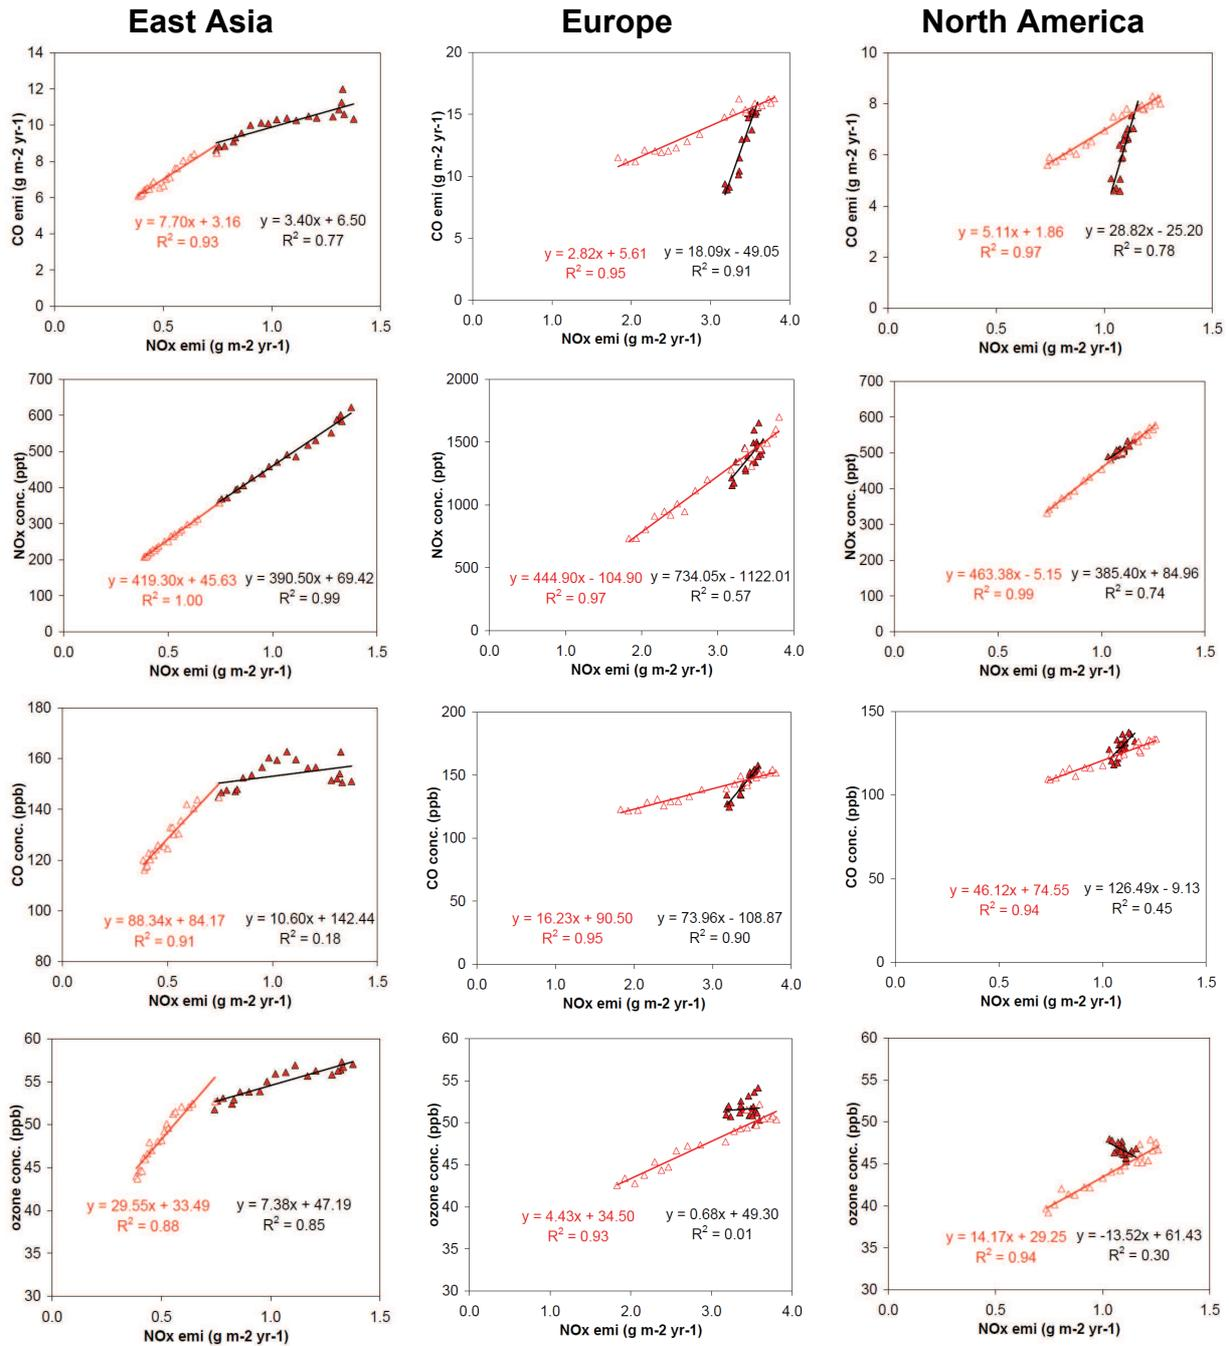 East Asia
Europe
North America
14
12
10
8
6
4
2
0
CO emi (g m-2 yr-1)
y = 7.70x + 3.16
R2 = 0.93
y = 3.40x + 6.50
R2 = 0.77
0.0 0.5 1.0 1.5
NOx emi (g m-2 yr-1)
20
15
10
5
0
CO emi (g m-2 yr-1)
y = 2.82x + 5.61
R2 = 0.95
y = 18.09x - 49.05
R2 = 0.91
0.0 1.0 2.0 3.0 4.0
NOx emi (g m-2 yr-1)
10
8
6
4
2
0
CO emi (g m-2 yr-1)
y = 5.11x + 1.86
R2 = 0.97
y = 28.82x - 25.20
R2 = 0.78
0.0 0.5 1.0 1.5
NOx emi (g m-2 yr-1)
700
600
500
400
300
200
100
0
NOx conc. (ppt)
y = 419.30x + 45.63
R2 = 1.00
y = 390.50x + 69.42
R2 = 0.99
0.0 0.5 1.0 1.5
NOx emi (g m-2 yr-1)
2000
1500
1000
500
0
NOx conc. (ppt)
y = 444.90x - 104.90
R2 = 0.97
y = 734.05x - 1122.01
R2 = 0.57
0.0 1.0 2.0 3.0 4.0
NOx emi (g m-2 yr-1)
700
600
500
400
300
200
100
0
NOx conc. (ppt)
y = 463.38x - 5.15
R2 = 0.99
y = 385.40x + 84.96
R2 = 0.74
0.0 0.5 1.0 1.5
NOx emi (g m-2 yr-1)
180
160
140
120
100
80
CO conc. (ppb)
y = 88.34x + 84.17
R2 = 0.91
y = 10.60x + 142.44
R2 = 0.18
0.0 0.5 1.0 1.5
NOx emi (g m-2 yr-1)
200
150
100
50
0
CO conc. (ppb)
y = 16.23x + 90.50
R2 = 0.95
y = 73.96x - 108.87
R2 = 0.90
0.0 1.0 2.0 3.0 4.0
NOx emi (g m-2 yr-1)
150
100
50
0
CO conc. (ppb)
y = 46.12x + 74.55
R2 = 0.94
y = 126.49x - 9.13
R2 = 0.45
0.0 0.5 1.0 1.5
NOx emi (g m-2 yr-1)
60
55
50
45
40
35
30
ozone conc. (ppb)
y = 29.55x + 33.49
R2 = 0.88
y = 7.38x + 47.19
R2 = 0.85
0.0 0.5 1.0 1.5
NOx emi (g m-2 yr-1)
60
55
50
45
40
35
30
ozone conc. (ppb)
y = 4.43x + 34.50
R2 = 0.93
y = 0.68x + 49.30
R2 = 0.01
0.0 1.0 2.0 3.0 4.0
NOx emi (g m-2 yr-1)
60
55
50
45
40
35
30
ozone conc. (ppb)
y = 14.17x + 29.25
R2 = 0.94
y = -13.52x + 61.43
R2 = 0.30
0.0 0.5 1.0 1.5
NOx emi (g m-2 yr-1)